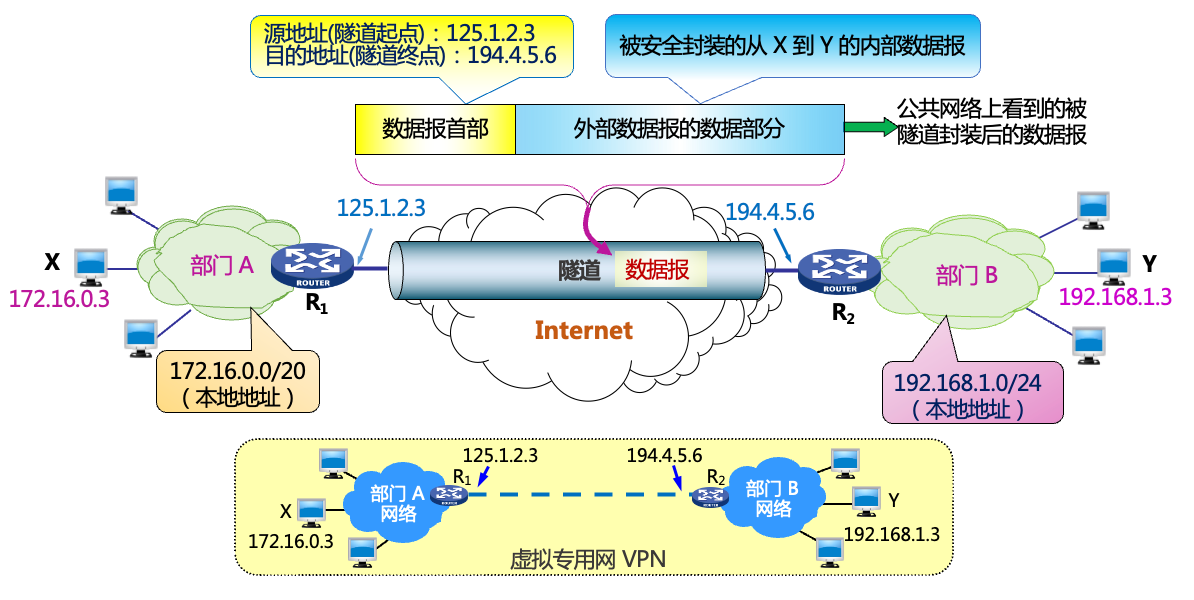 源地址(隧道起点)：125.1.2.3
目的地址(隧道终点)：194.4.5.6
被安全封装的从 X 到 Y 的内部数据报
数据报首部
外部数据报的数据部分
公共网络上看到的被
隧道封装后的数据报
125.1.2.3
194.4.5.6
X
172.16.0.3
部门 A
ROUTER
R1
隧道
数据报
Internet
ROUTER
R2
部门 B
Y
192.168.1.3
172.16.0.0/20
（本地地址）
192.168.1.0/24
（本地地址）
125.1.2.3
194.4.5.6
X
172.16.0.3
部门 A
网络
R1
ROUTER
R2
ROUTER
部门 B
网络
Y
192.168.1.3
虚拟专用网 VPN